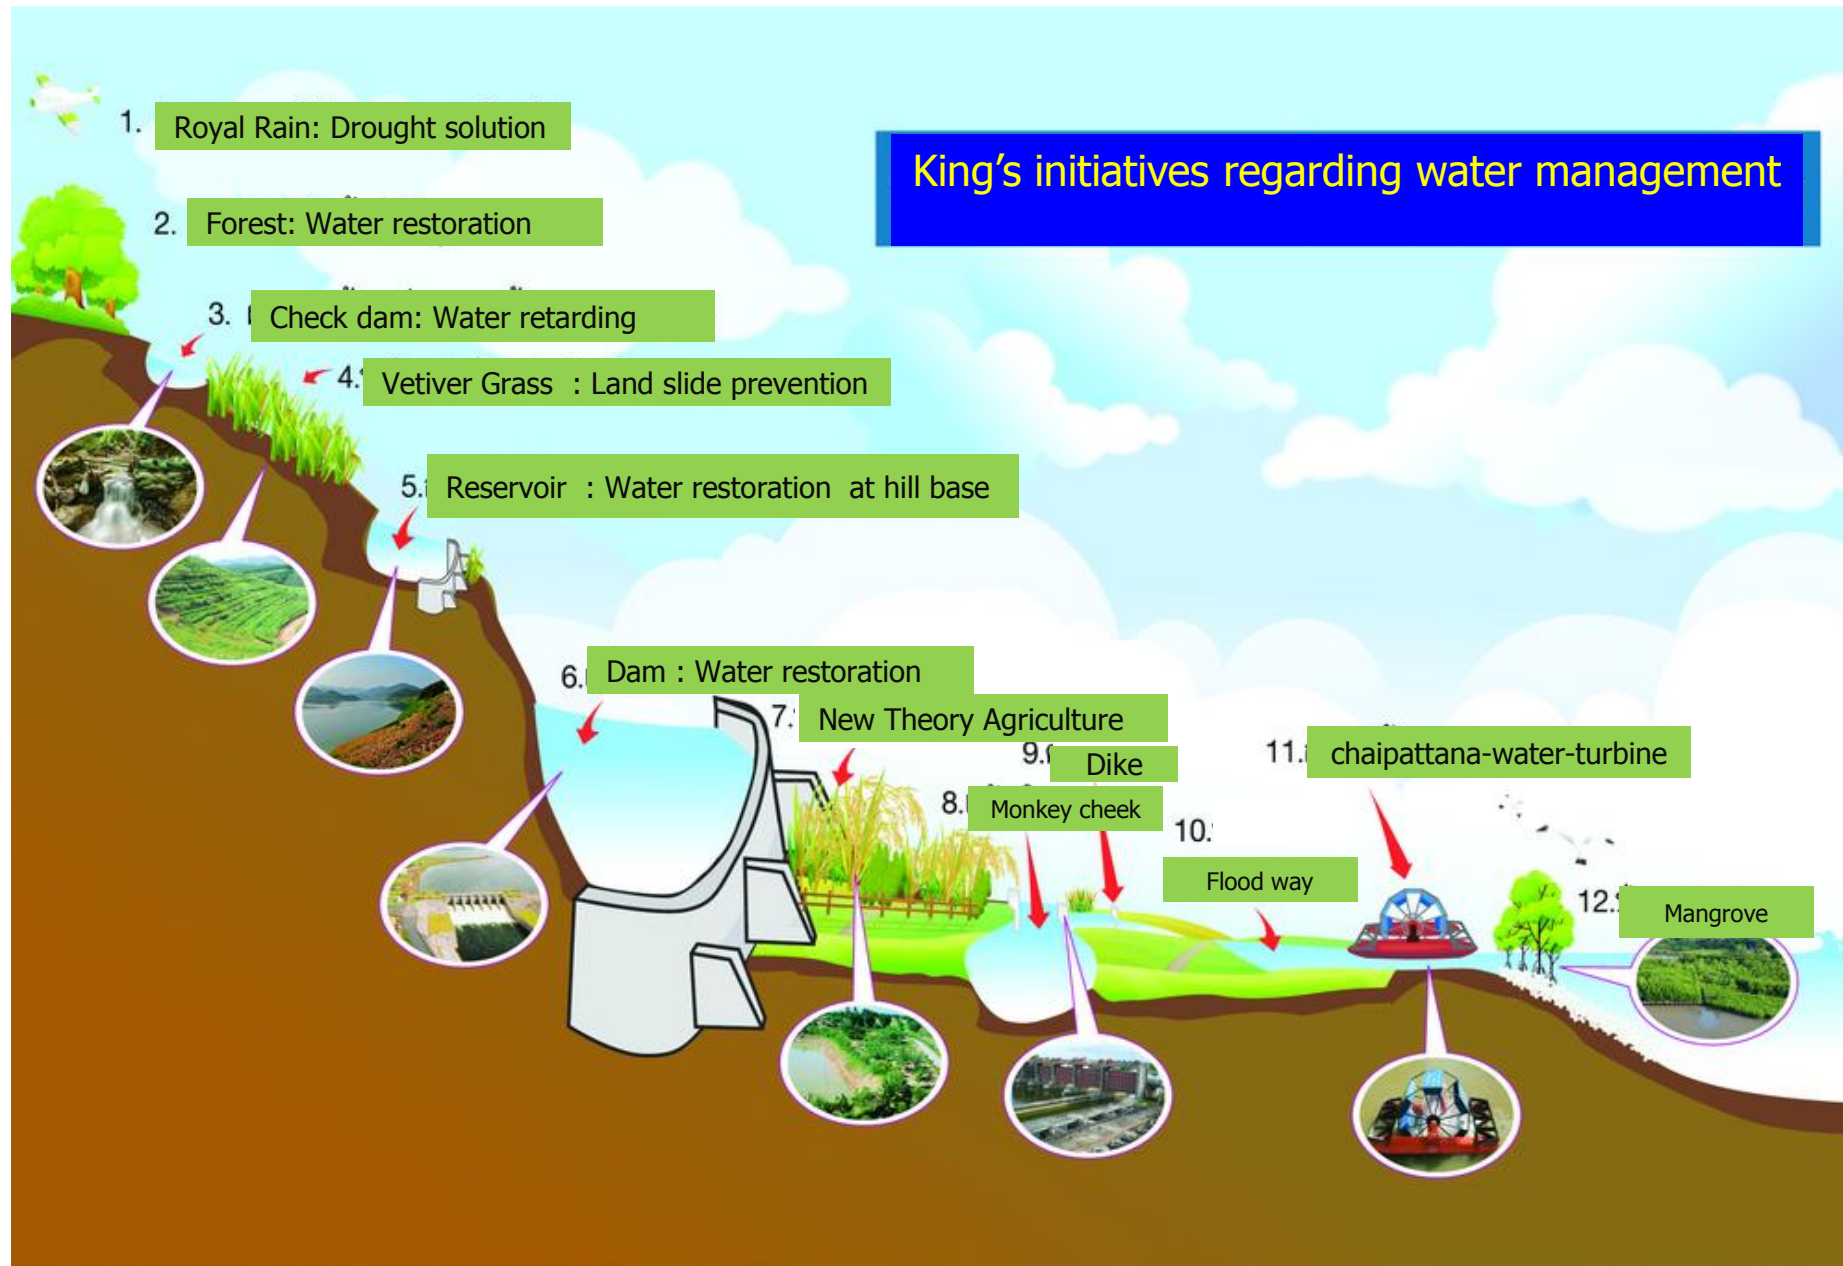 King's initiatives regarding water management
1. Royal Rain: Drought solution
2. Forest: Water restoration
3. Check dam: Water retarding
4. Vetiver Grass : Land slide prevention
5. Reservoir : Water restoration at hill base
6. Dam : Water restoration
7. New Theory Agriculture
9. Dike
8. Monkey cheek
11. chaipattana-water-turbine
10. Flood way
12. Mangrove